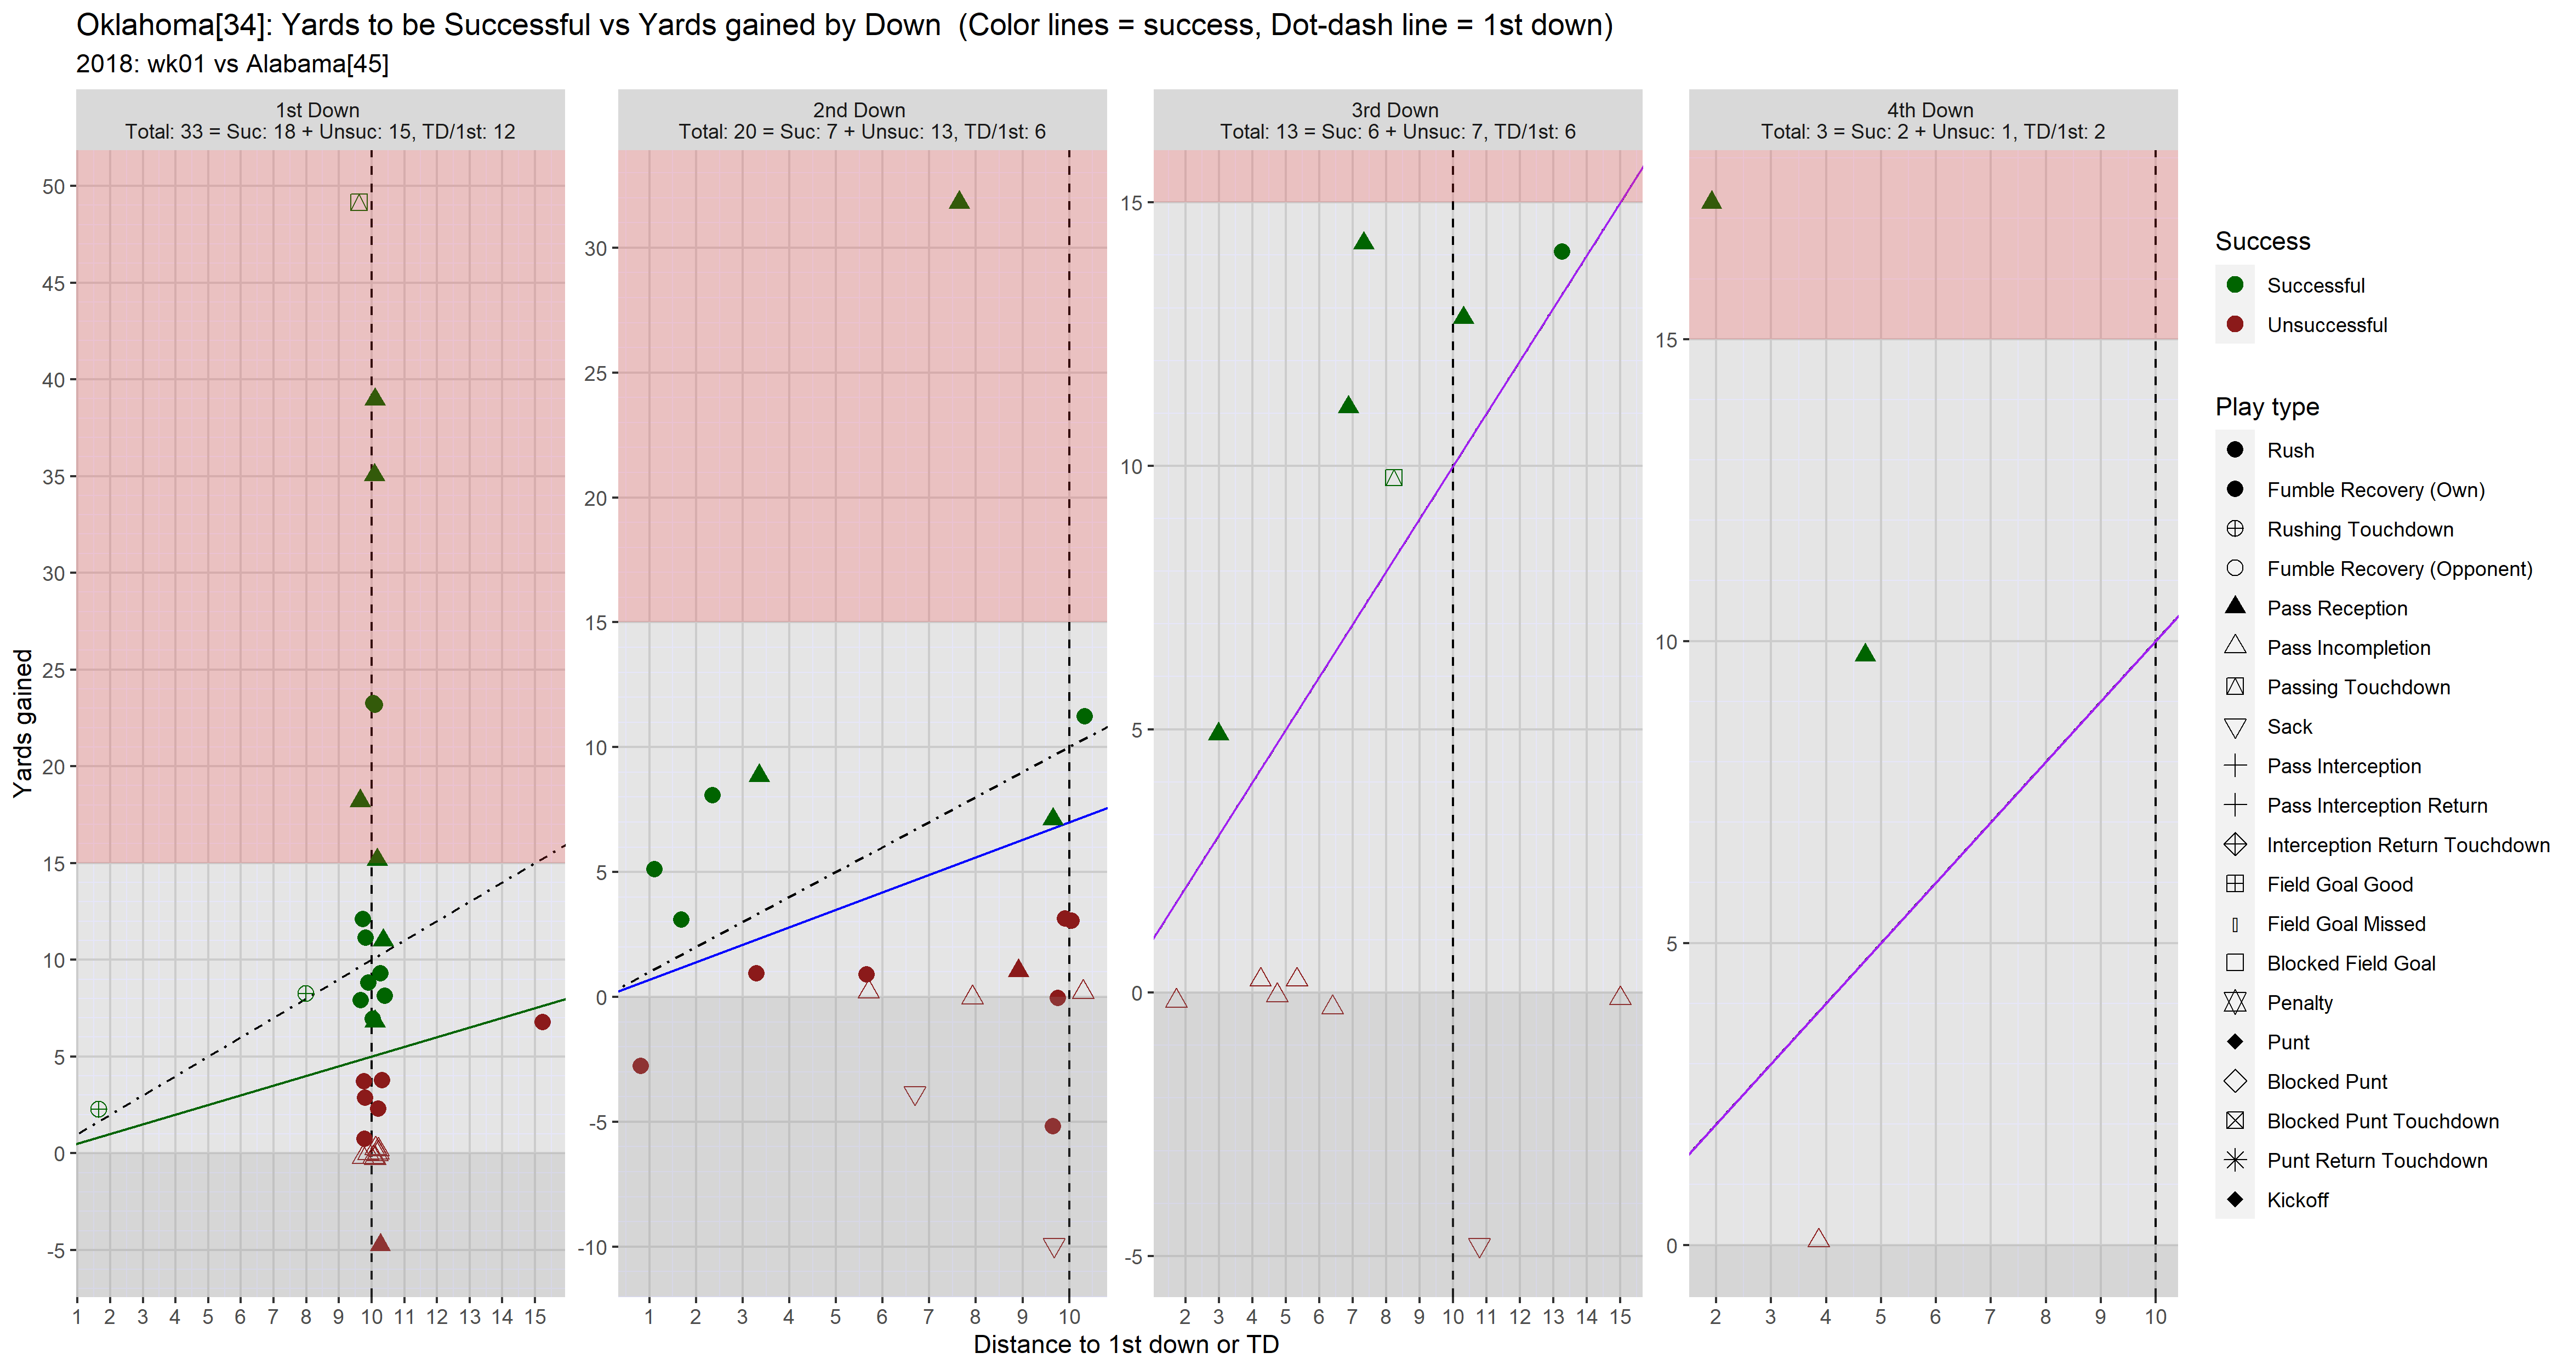 Oklahoma[34]: Yards to be Successful vs Yards gained by Down  (Color lines = success, Dot-dash line = 1st down)
2018: wk01 vs Alabama[45]
1st Down
Total: 33 = Suc: 18 + Unsuc: 15, TD/1st: 12
2nd Down
Total: 20 = Suc: 7 + Unsuc: 13, TD/1st: 6
3rd Down
Total: 13 = Suc: 6 + Unsuc: 7, TD/1st: 6
4th Down
Total: 3 = Suc: 2 + Unsuc: 1, TD/1st: 2
Yards gained
50
45
40
35
30
25
20
15
10
5
0
-5
1 2 3 4 5 6 7 8 9 10 11 12 13 14 15
30
25
20
15
10
5
0
-5
-10
1 2 3 4 5 6 7 8 9 10
15
10
5
0
-5
2 3 4 5 6 7 8 9 10 11 12 13 14 15
15
10
5
0
2 3 4 5 6 7 8 9 10
Distance to 1st down or TD
Success
Successful
Unsuccessful
Play type
Rush
Fumble Recovery (Own)
Rushing Touchdown
Fumble Recovery (Opponent)
Pass Reception
Pass Incompletion
Passing Touchdown
Sack
Pass Interception
Pass Interception Return
Interception Return Touchdown
Field Goal Good
Field Goal Missed
Blocked Field Goal
Penalty
Punt
Blocked Punt
Blocked Punt Touchdown
Punt Return Touchdown
Kickoff